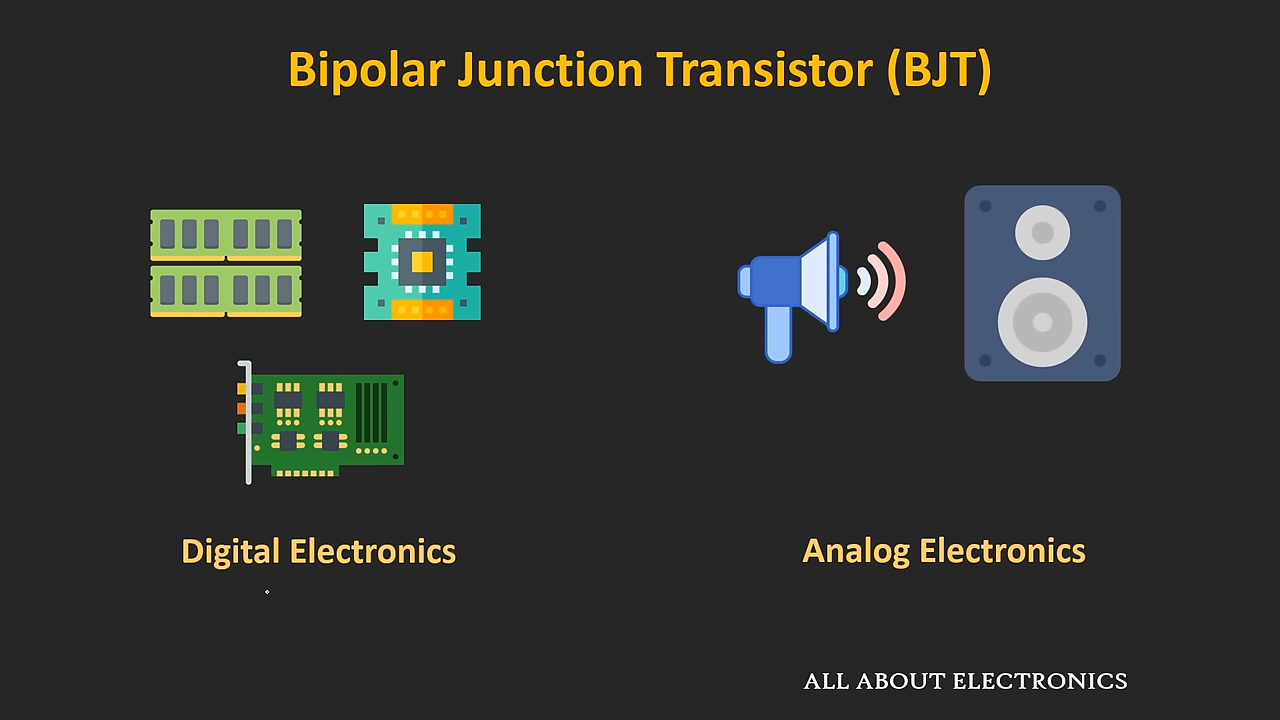 Bipolar Junction Transistor (BJT)
Digital Electronics
Analog Electronics
ALL ABOUT ELECTRONICS